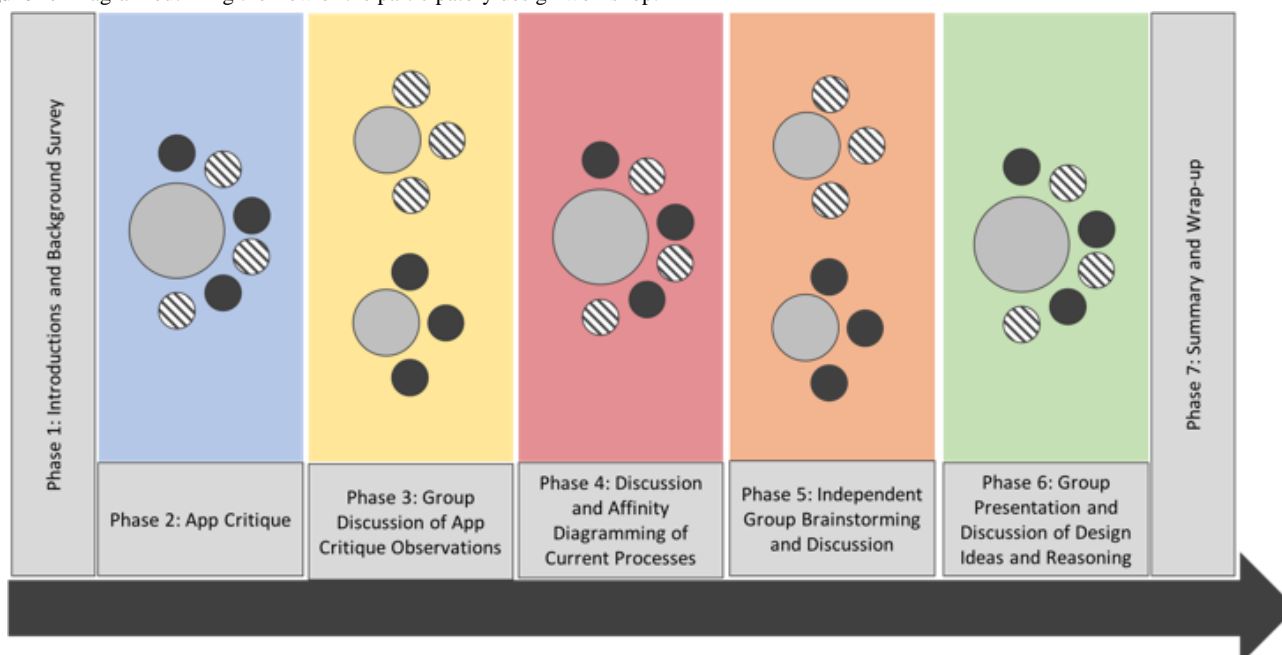 Phase 1: Introductions and Background Survey
Phase 2: App Critique
Phase 3: Group
Discussion of App
Critique Observations
Phase 4: Discussion
and Affinity
Diagramming of
Current Processes
Phase 5: Independent
Group Brainstorming
and Discussion
Phase 6: Group
Presentation and
Discussion of Design
Ideas and Reasoning
Phase 7: Summary and Wrap-up